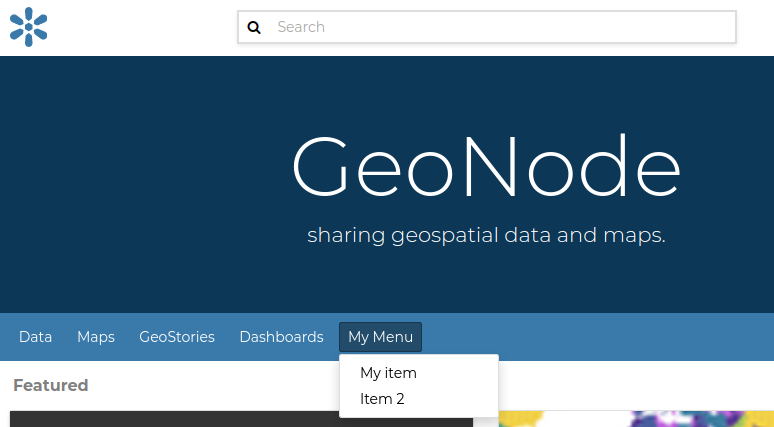 Search
GeoNode
sharing geospatial data and maps.
Data Maps GeoStories Dashboards My Menu
My item
Item 2
Featured